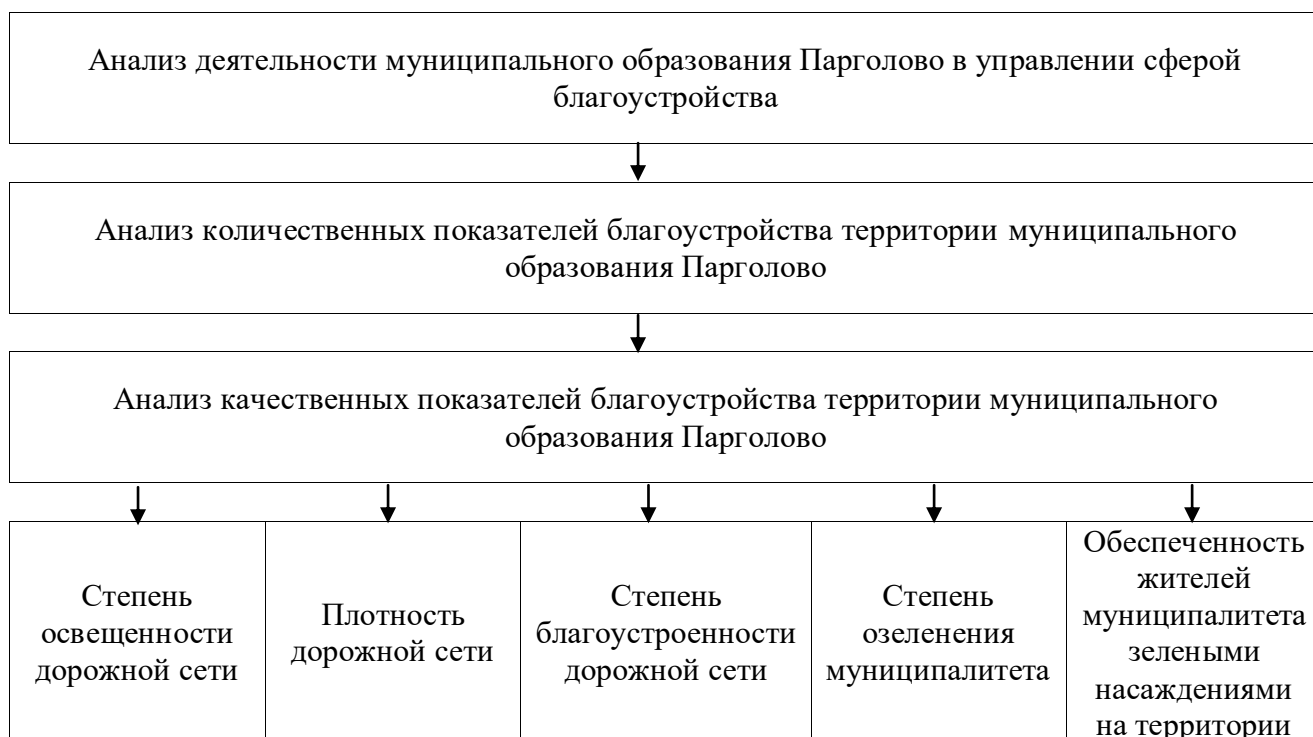 Анализ деятельности муниципального образования Парголово в управлении сферой
благоустройства
Анализ количественных показателей благоустройства территории муниципального
образования Парголово
Анализ качественных показателей благоустройства территории муниципального
образования Парголово
Степень
освещенности
дорожной сети
Плотность
дорожной сети
Степень
благоустроенности
дорожной сети
Степень
озеленения
муниципалитета
Обеспеченность
жителей
муниципалитета
зелеными
насаждениями
на территории